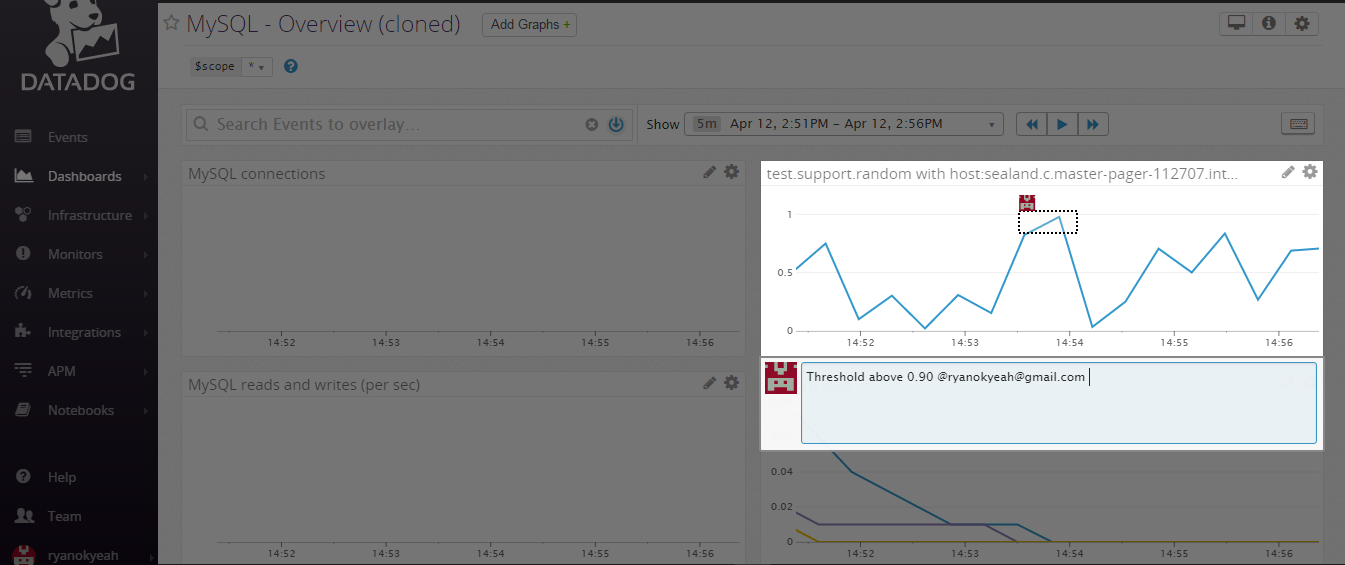 DATADOG
Events
Dashboards
Infrastructure
Monitors
Metrics
Integrations
APM
Notebooks
Help
Team
ryanokyeah
MySQL - Overview (cloned)
Add Graphs +
$scope
*
Search Events to overlay...
Show 5m Apr 12, 2:51PM - Apr 12, 2:56PM
MySQL connections
14:52 14:53 14:54 14:55 14:56
test.support.random with host:sealand.c.master-pager-112707.int...
1
0.5
0
14:52 14:53 14:54 14:55 14:56
Threshold above 0.90 @ryanokyeah@gmail.com
MySQL reads and writes (per sec)
14:52 14:53 14:54 14:55 14:56
0.04
0.02
0
14:52 14:53 14:54 14:55 14:56